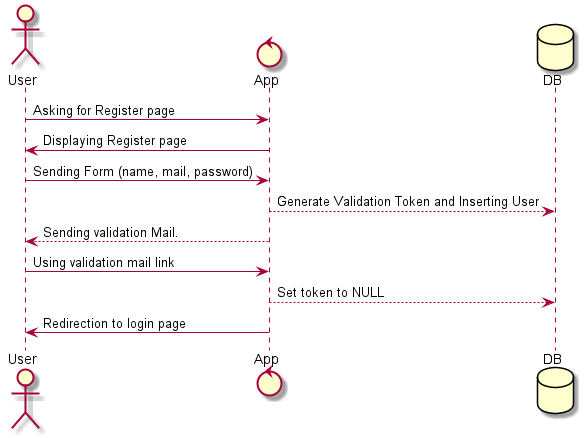 User
App
DB
Asking for Register page
Displaying Register page
Sending Form (name, mail, password)
Generate Validation Token and Inserting User
Sending validation Mail.
Using validation mail link
Set token to NULL
Redirection to login page
User
App
DB